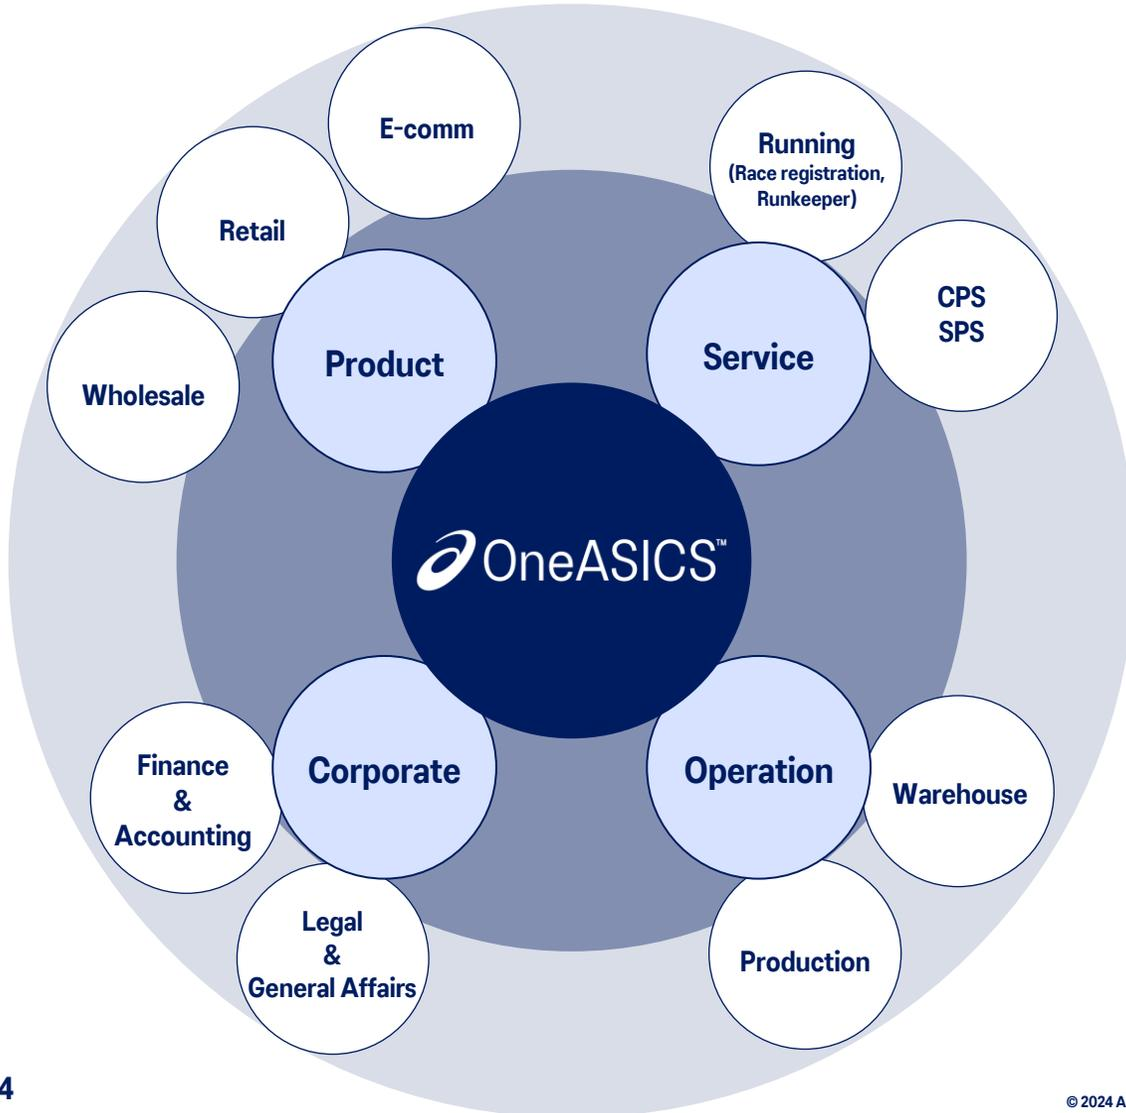 E-comm
Running
(Race registration,
Runkeeper)
Retail
CPS
SPS
Product
Service
Wholesale
OneASICS™
Finance
&
Accounting
Corporate
Operation
Warehouse
Legal
&
General Affairs
Production
4
© 2024 A